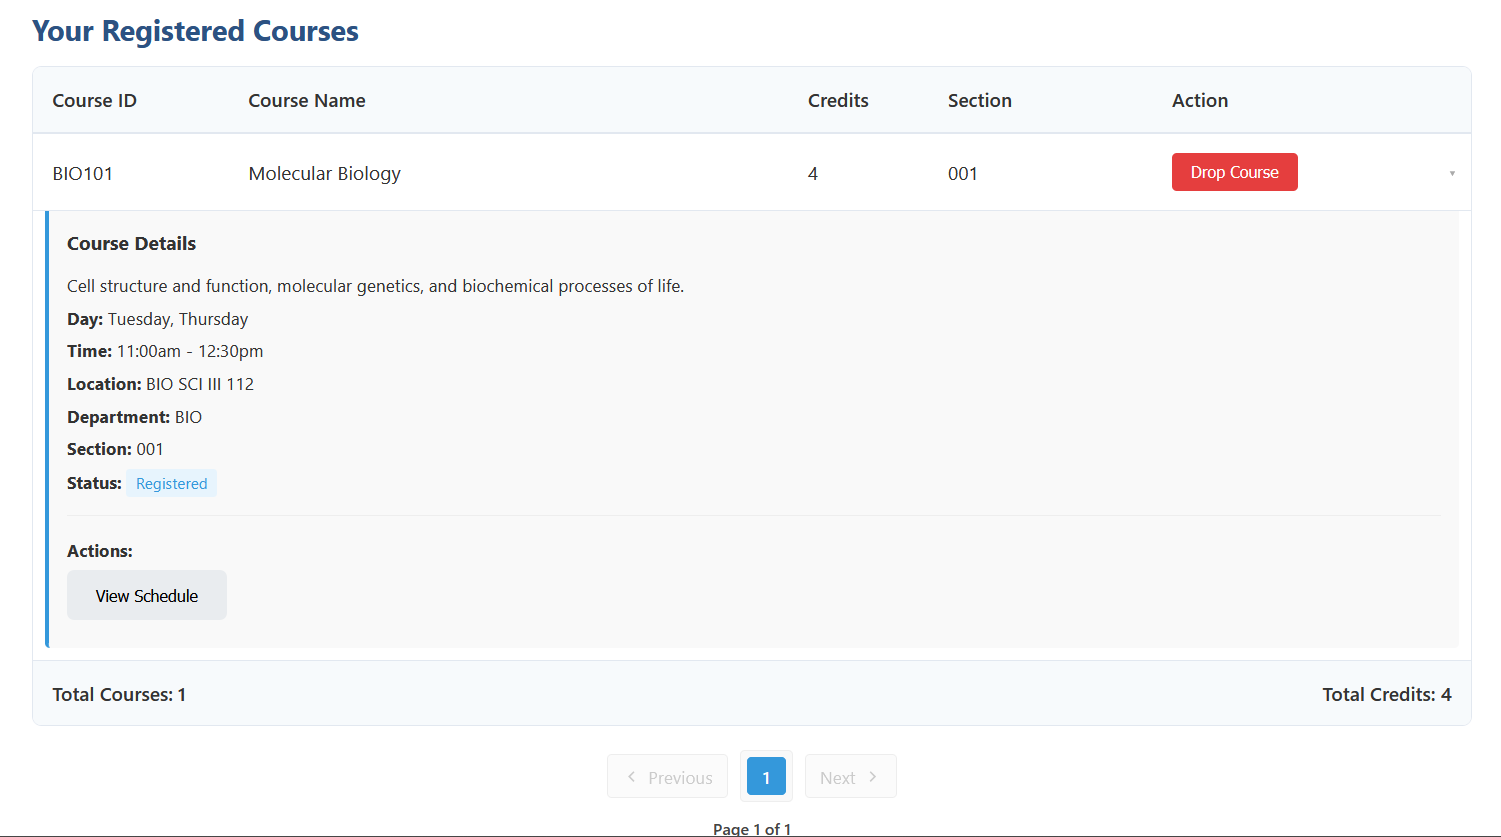 Your Registered Courses
Course ID Course Name Credits Section Action
BIO101 Molecular Biology 4 001 Drop Course
Course Details
Cell structure and function, molecular genetics, and biochemical processes of life.
Day: Tuesday, Thursday
Time: 11:00am - 12:30pm
Location: BIO SCI III 112
Department: BIO
Section: 001
Status: Registered
Actions:
View Schedule
Total Courses: 1 Total Credits: 4
Previous 1 Next
Page 1 of 1